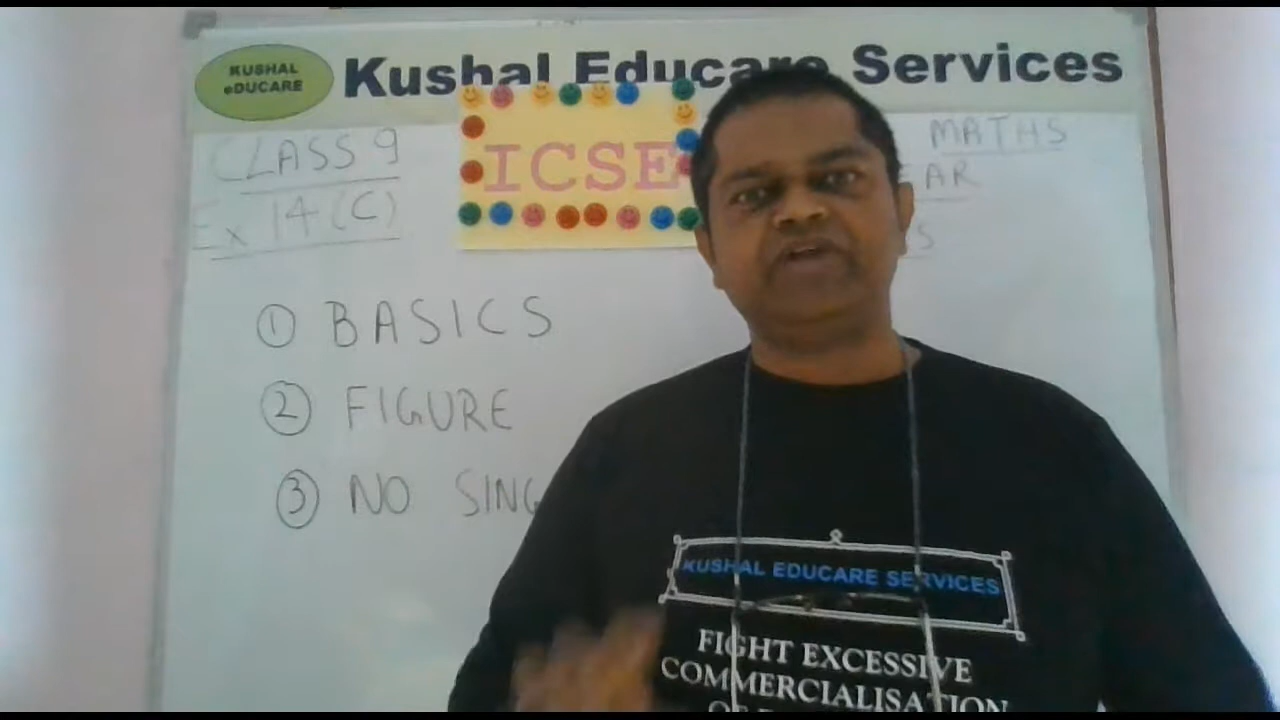 KUSHAL
eDUCARE
Kushal Educare Services
CLASS 9
Ex 14 (C)
ICSE
MATHS
① BASICS
② FIGURE
③ NO
KUSHAL EDUCARE SERVICES
FIGHT EXCESSIVE
COMMERCIALISATION